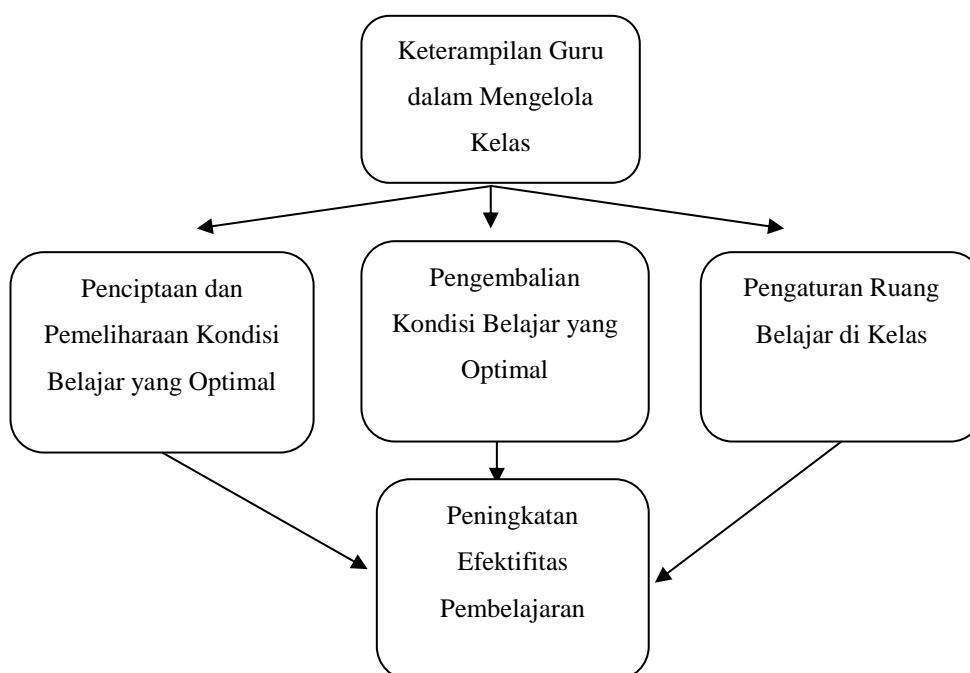 Keterampilan Guru
dalam Mengelola
Kelas
Penciptaan dan
Pemeliharaan Kondisi
Belajar yang Optimal
Pengembalian
Kondisi Belajar yang
Optimal
Pengaturan Ruang
Belajar di Kelas
Peningkatan
Efektifitas
Pembelajaran